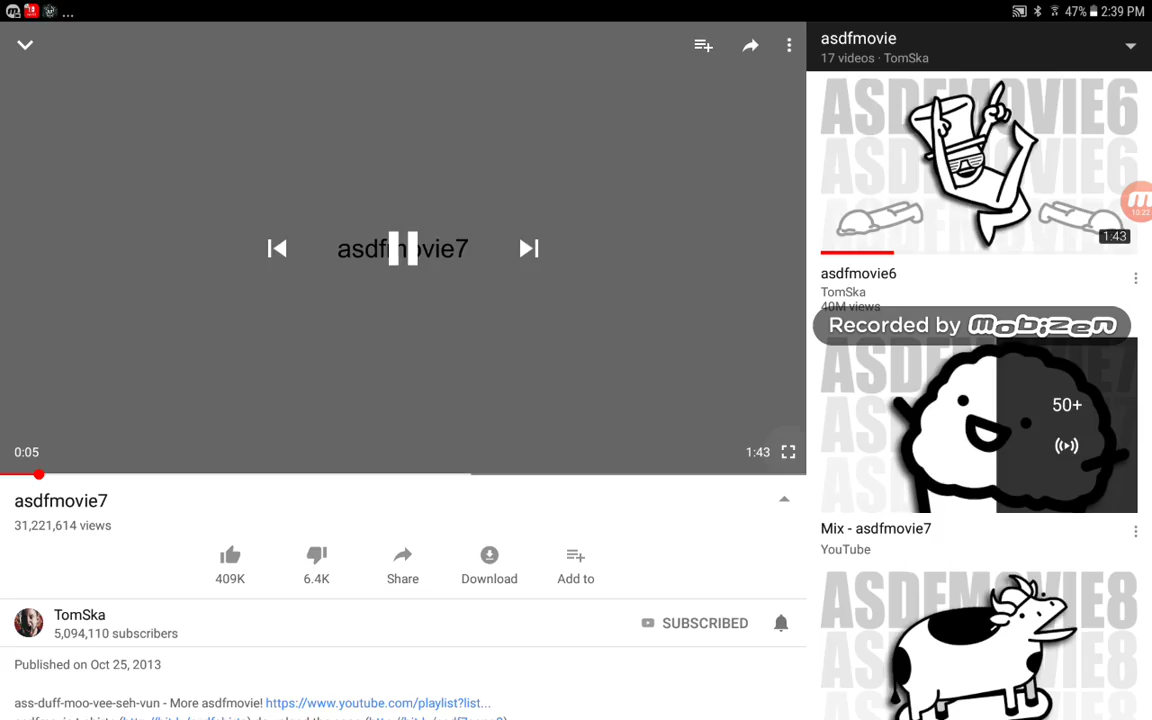 47% 2:39 PM
asdfmovie
17 videos · TomSka
ASDFMOVIE6
10:22
1:43
asdfmovie7
asdfmovie6
TomSka
40M views
Recorded by mobizen
50+
0:05
1:43
asdfmovie7
31,221,614 views
Mix - asdfmovie7
YouTube
409K
6.4K
Share
Download
Add to
ASDFMOVIE8
TomSka
5,094,110 subscribers
SUBSCRIBED
Published on Oct 25, 2013
ass-duff-moo-vee-seh-vun - More asdfmovie! https://www.youtube.com/playlist?list...